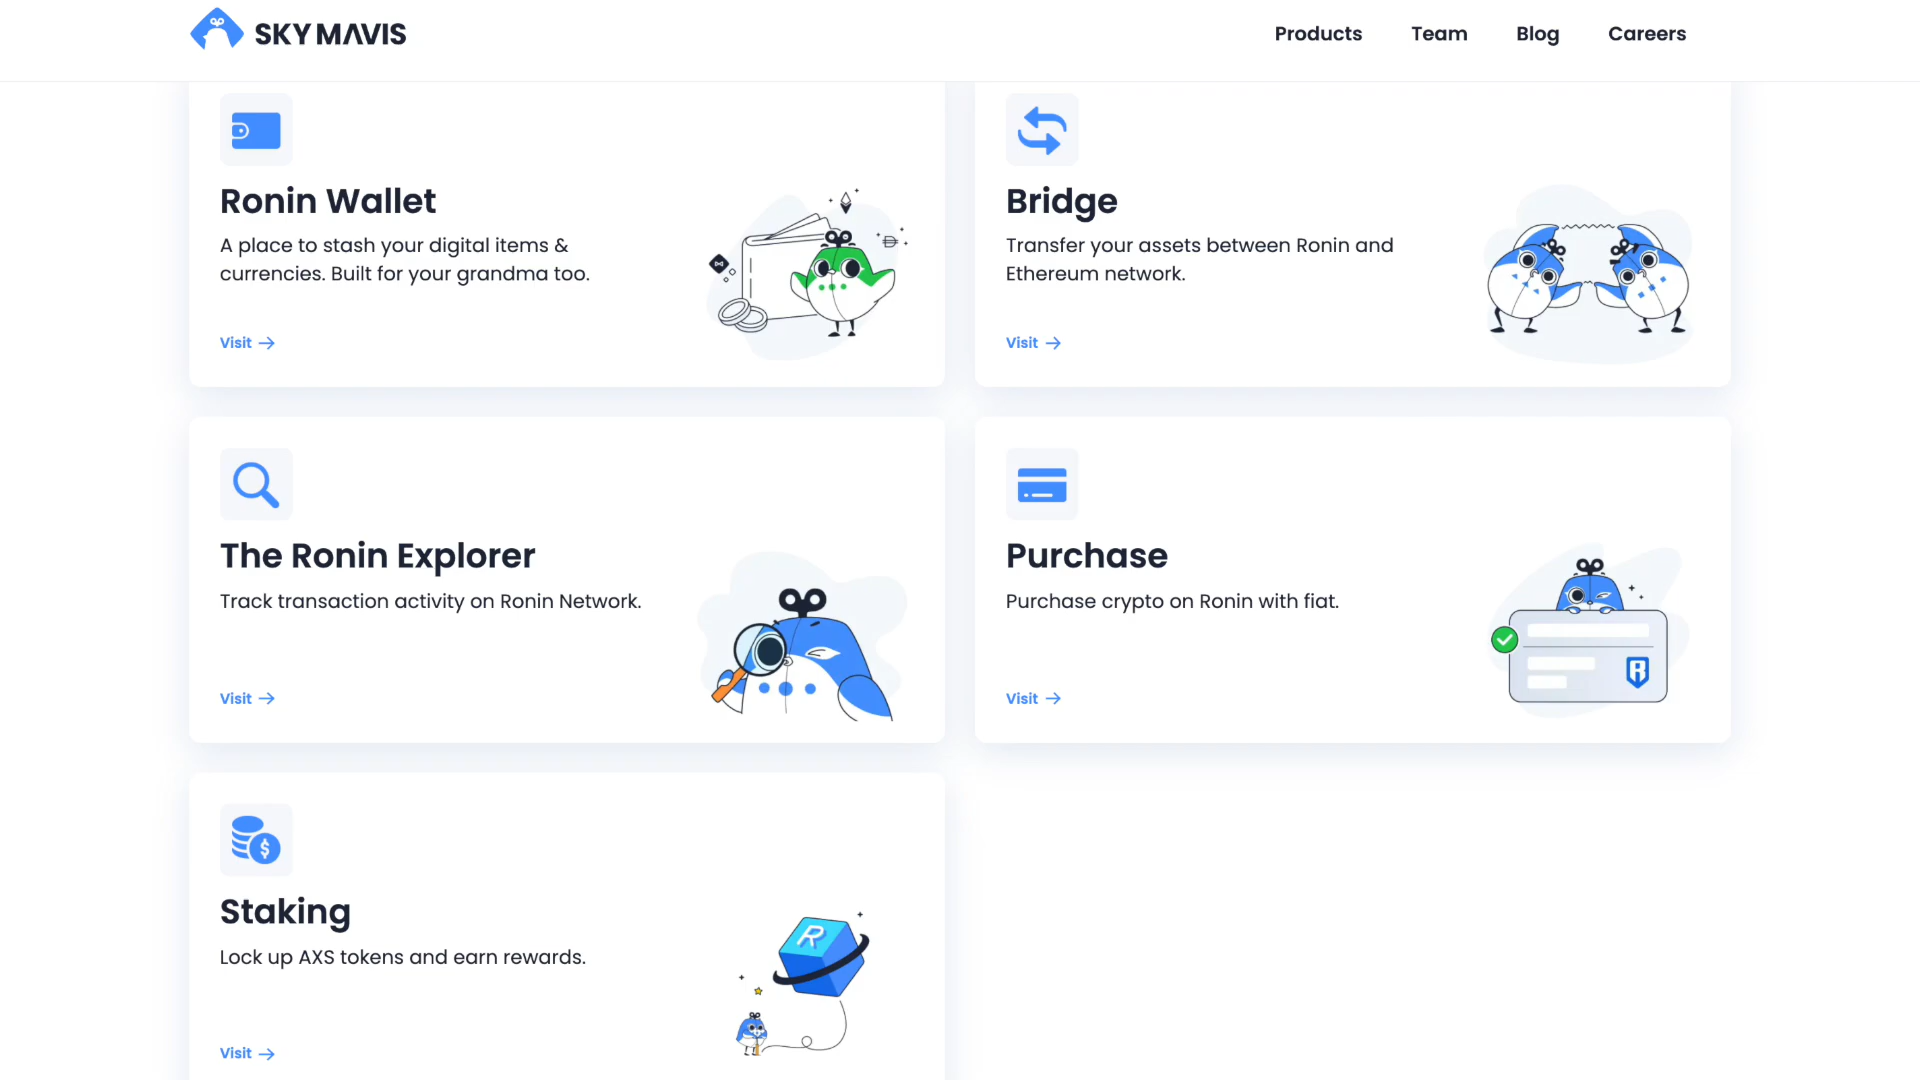 SKY MAVIS
Products
Team
Blog
Careers
Ronin Wallet
A place to stash your digital items &
currencies. Built for your grandma too.
Visit
Bridge
Transfer your assets between Ronin and
Ethereum network.
Visit
The Ronin Explorer
Track transaction activity on Ronin Network.
Visit
Purchase
Purchase crypto on Ronin with fiat.
Visit
Staking
Lock up AXS tokens and earn rewards.
Visit
R